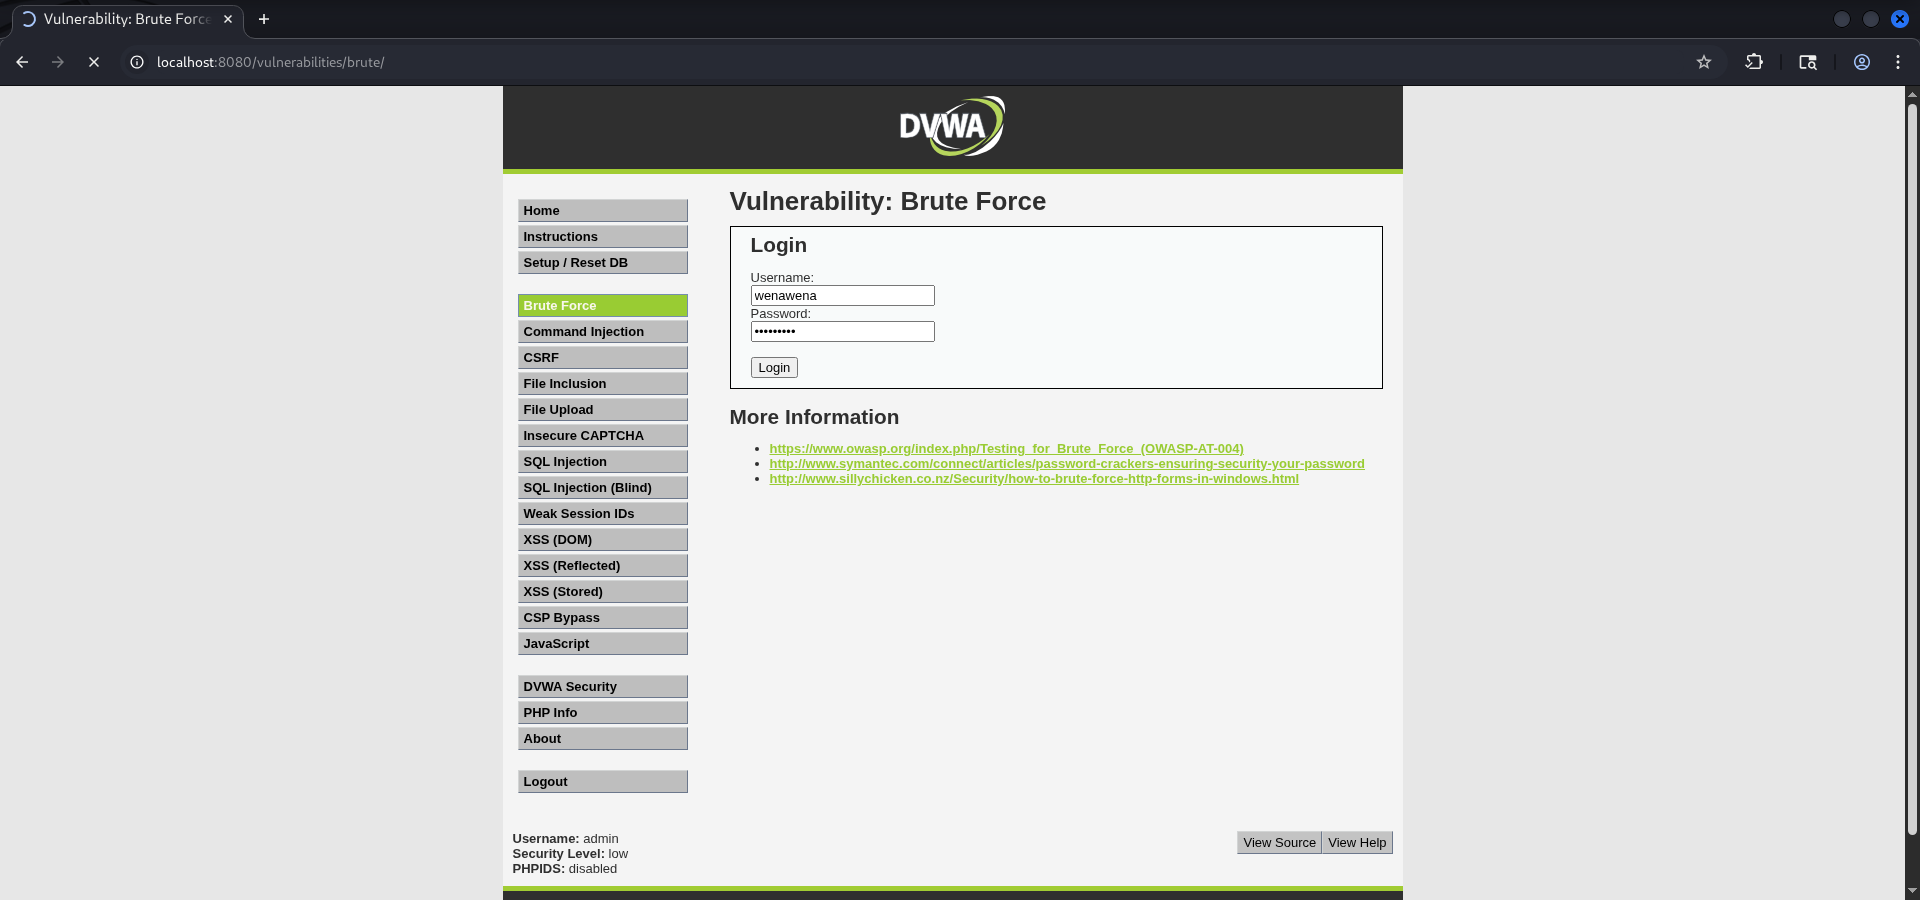 Vulnerability: Brute Force
localhost:8080/vulnerabilities/brute/
DVWA
Home
Instructions
Setup / Reset DB
Brute Force
Command Injection
CSRF
File Inclusion
File Upload
Insecure CAPTCHA
SQL Injection
SQL Injection (Blind)
Weak Session IDs
XSS (DOM)
XSS (Reflected)
XSS (Stored)
CSP Bypass
JavaScript
DVWA Security
PHP Info
About
Logout
Vulnerability: Brute Force
Login
Username:
wenawena
Password:
•••••••••
Login
More Information
https://www.owasp.org/index.php/Testing_for_Brute_Force_(OWASP-AT-004)
http://www.symantec.com/connect/articles/password-crackers-ensuring-security-your-password
http://www.sillychicken.co.nz/Security/how-to-brute-force-http-forms-in-windows.html
Username: admin
Security Level: low
PHPIDS: disabled
View Source View Help